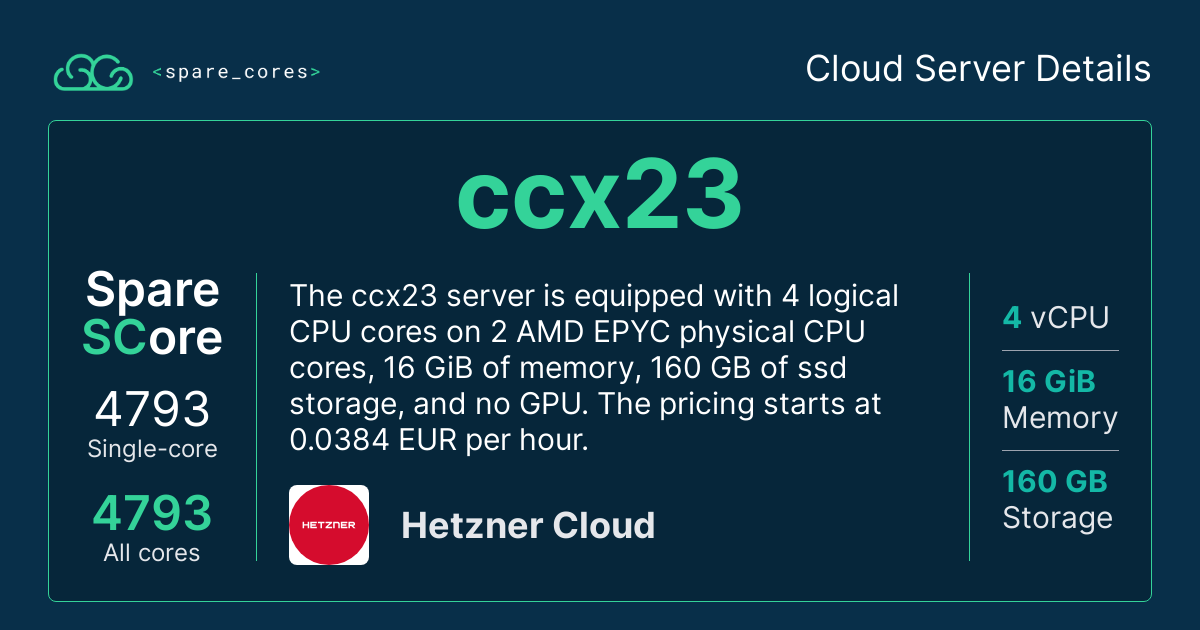 <spare_cores>
Cloud Server Details
ccx23
Spare
SCore
4793
Single-core
4793
All cores
The ccx23 server is equipped with 4 logical
CPU cores on 2 AMD EPYC physical CPU
cores, 16 GiB of memory, 160 GB of ssd
storage, and no GPU. The pricing starts at
0.0384 EUR per hour.
HETZNER
Hetzner Cloud
4 vCPU
16 GiB
Memory
160 GB
Storage